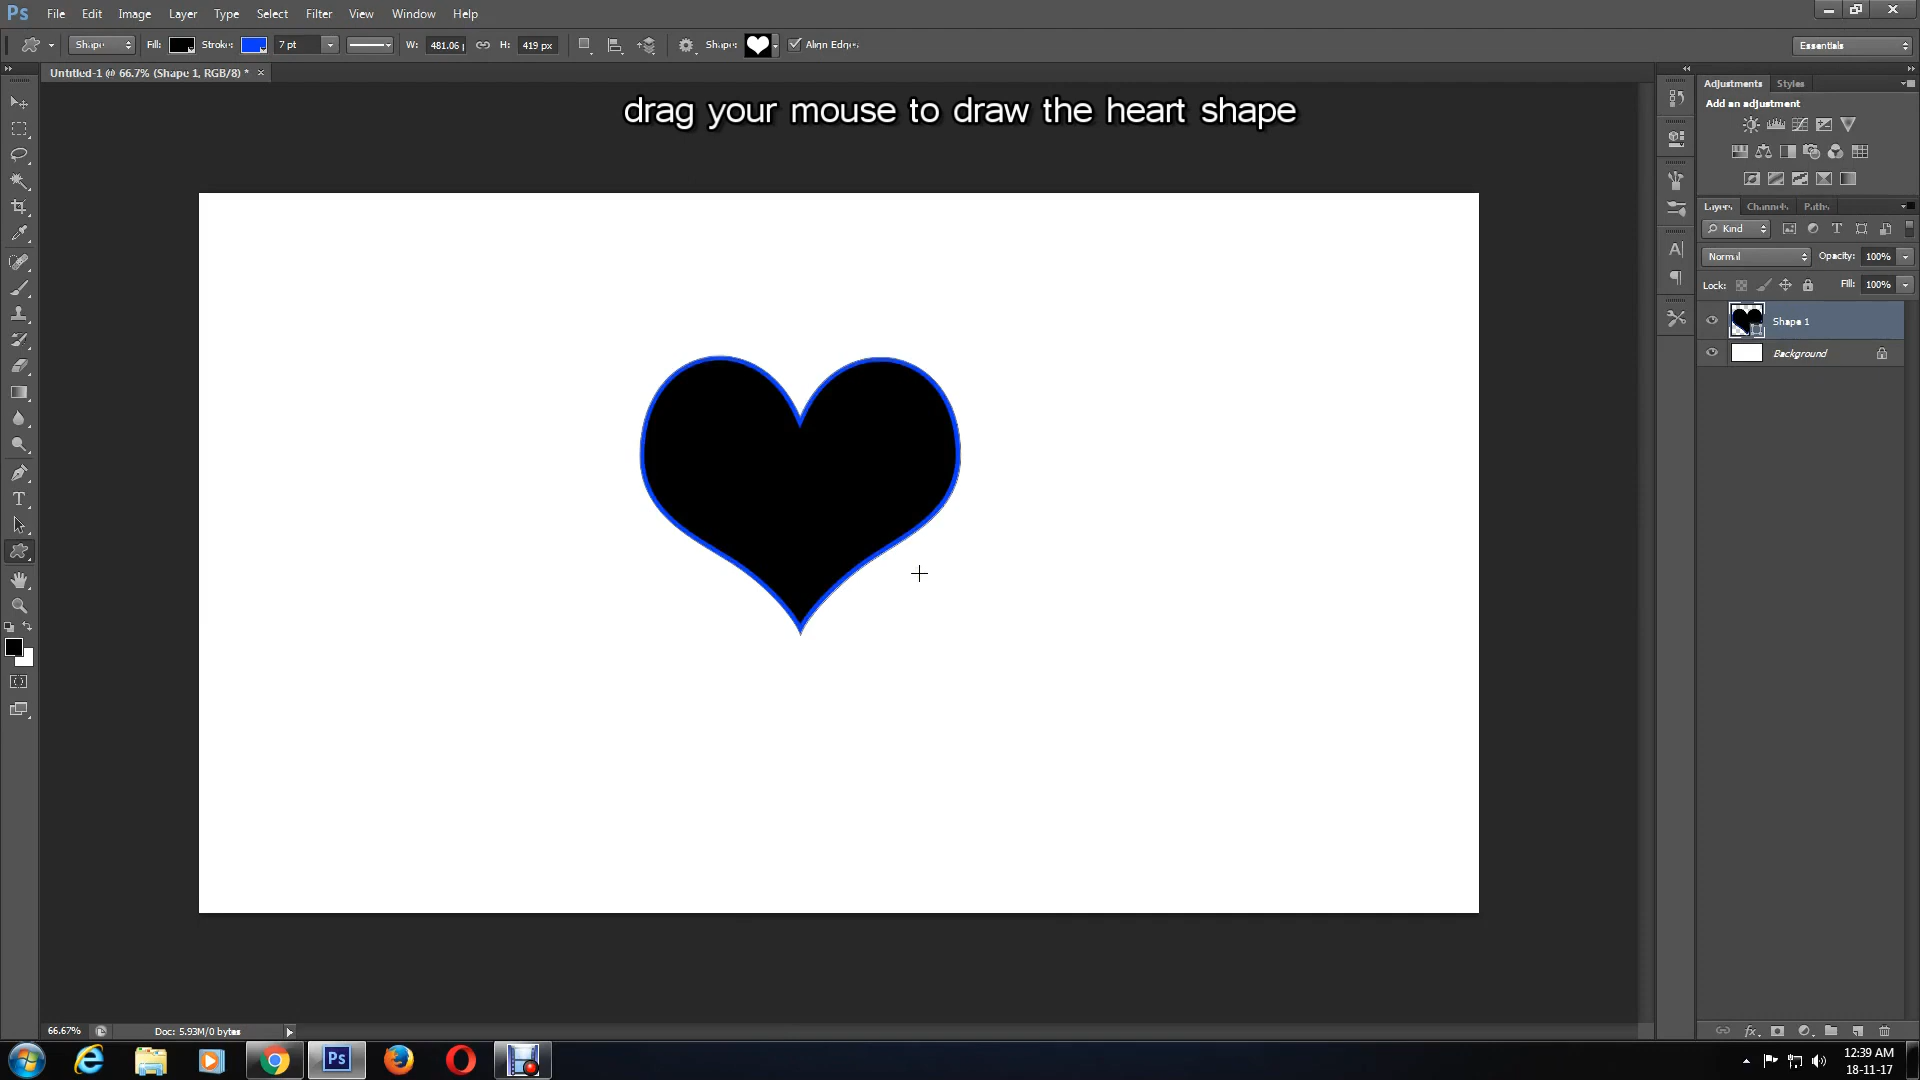 Ps File Edit Image Layer Type Select Filter View Window Help
Shape Fill: Stroke: 7 pt W: 481.06 H: 419 px Shape: Align Edges Essentials
Untitled-1 @ 66.7% (Shape 1, RGB/8) * ×
drag your mouse to draw the heart shape
Adjustments Styles
Add an adjustment
Layers Channels Paths
Kind
Normal Opacity: 100%
Lock: Fill: 100%
Shape 1
Background
66.67% Doc: 5.93M/0 bytes
Ps
12:39 AM
18-11-17